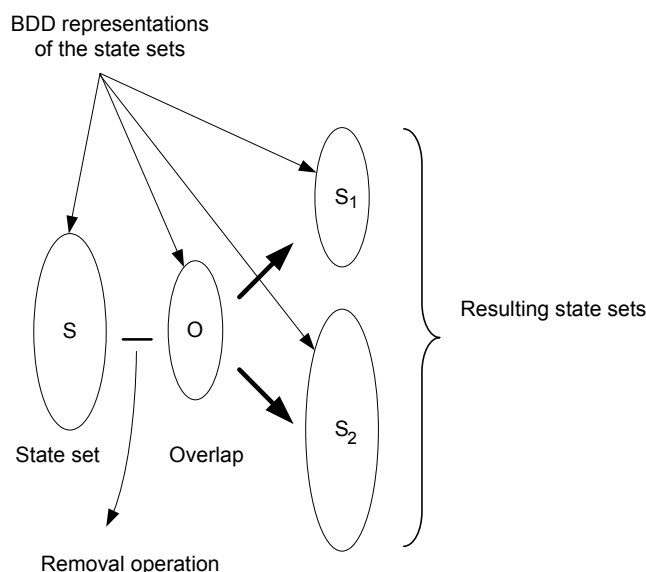 BDD representations
of the state sets
S1
Resulting state sets
S
O
S2
State set
Overlap
Removal operation